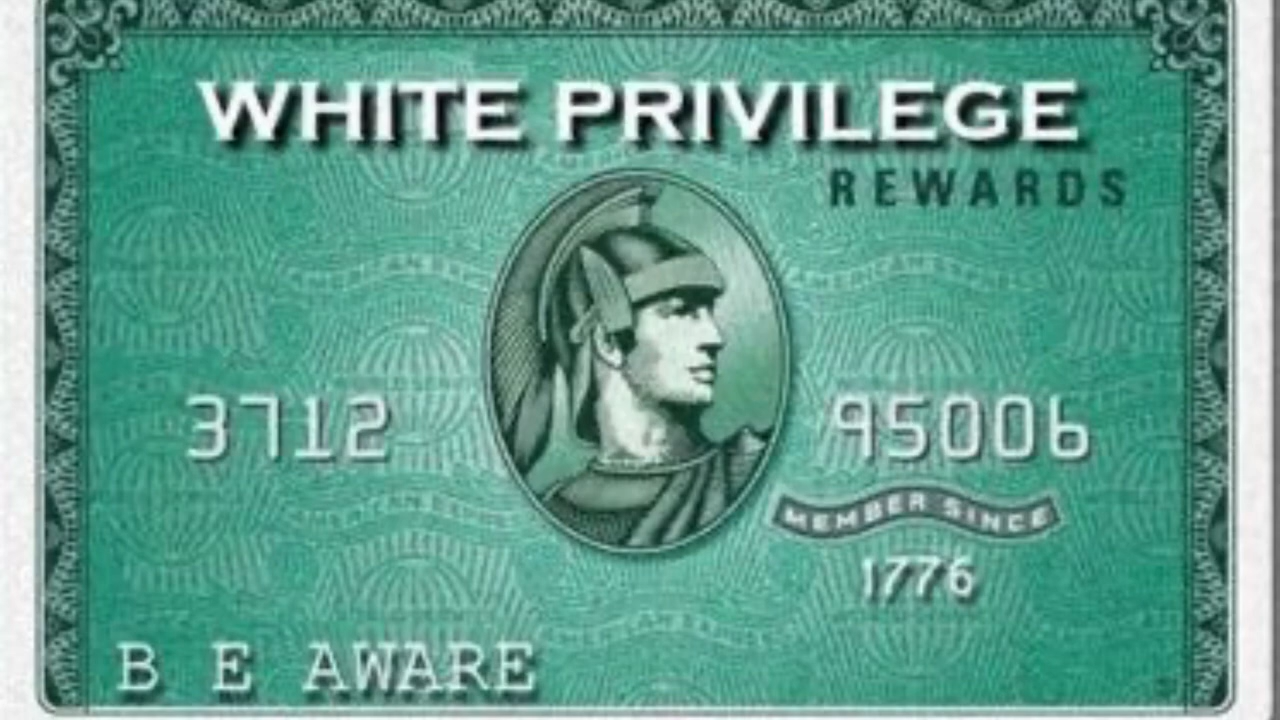 WHITE PRIVILEGE
REWARDS
3712 95006
MEMBER SINCE
1776
B E AWARE